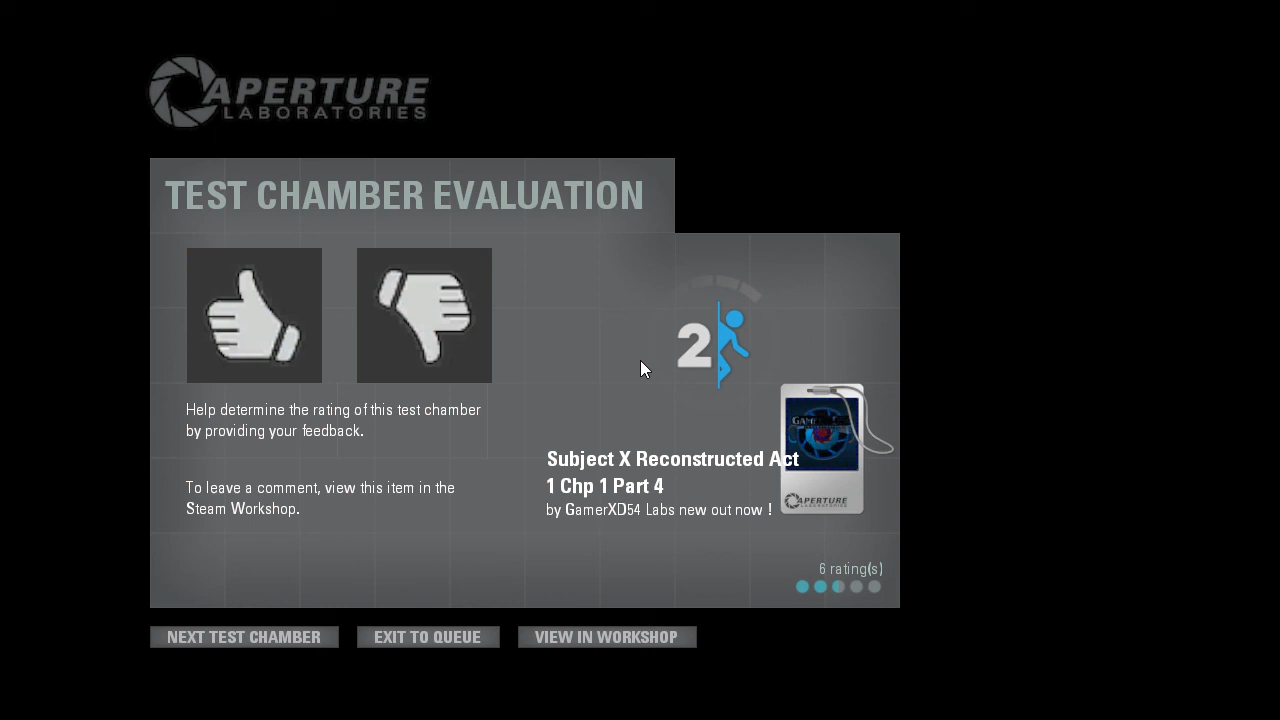 APERTURE
LABORATORIES
TEST CHAMBER EVALUATION
2
Help determine the rating of this test chamber
by providing your feedback.
To leave a comment, view this item in the
Steam Workshop.
Subject X Reconstructed Act
1 Chp 1 Part 4
by GamerXD54 Labs new out now !
APERTURE
6 rating(s)
NEXT TEST CHAMBER
EXIT TO QUEUE
VIEW IN WORKSHOP